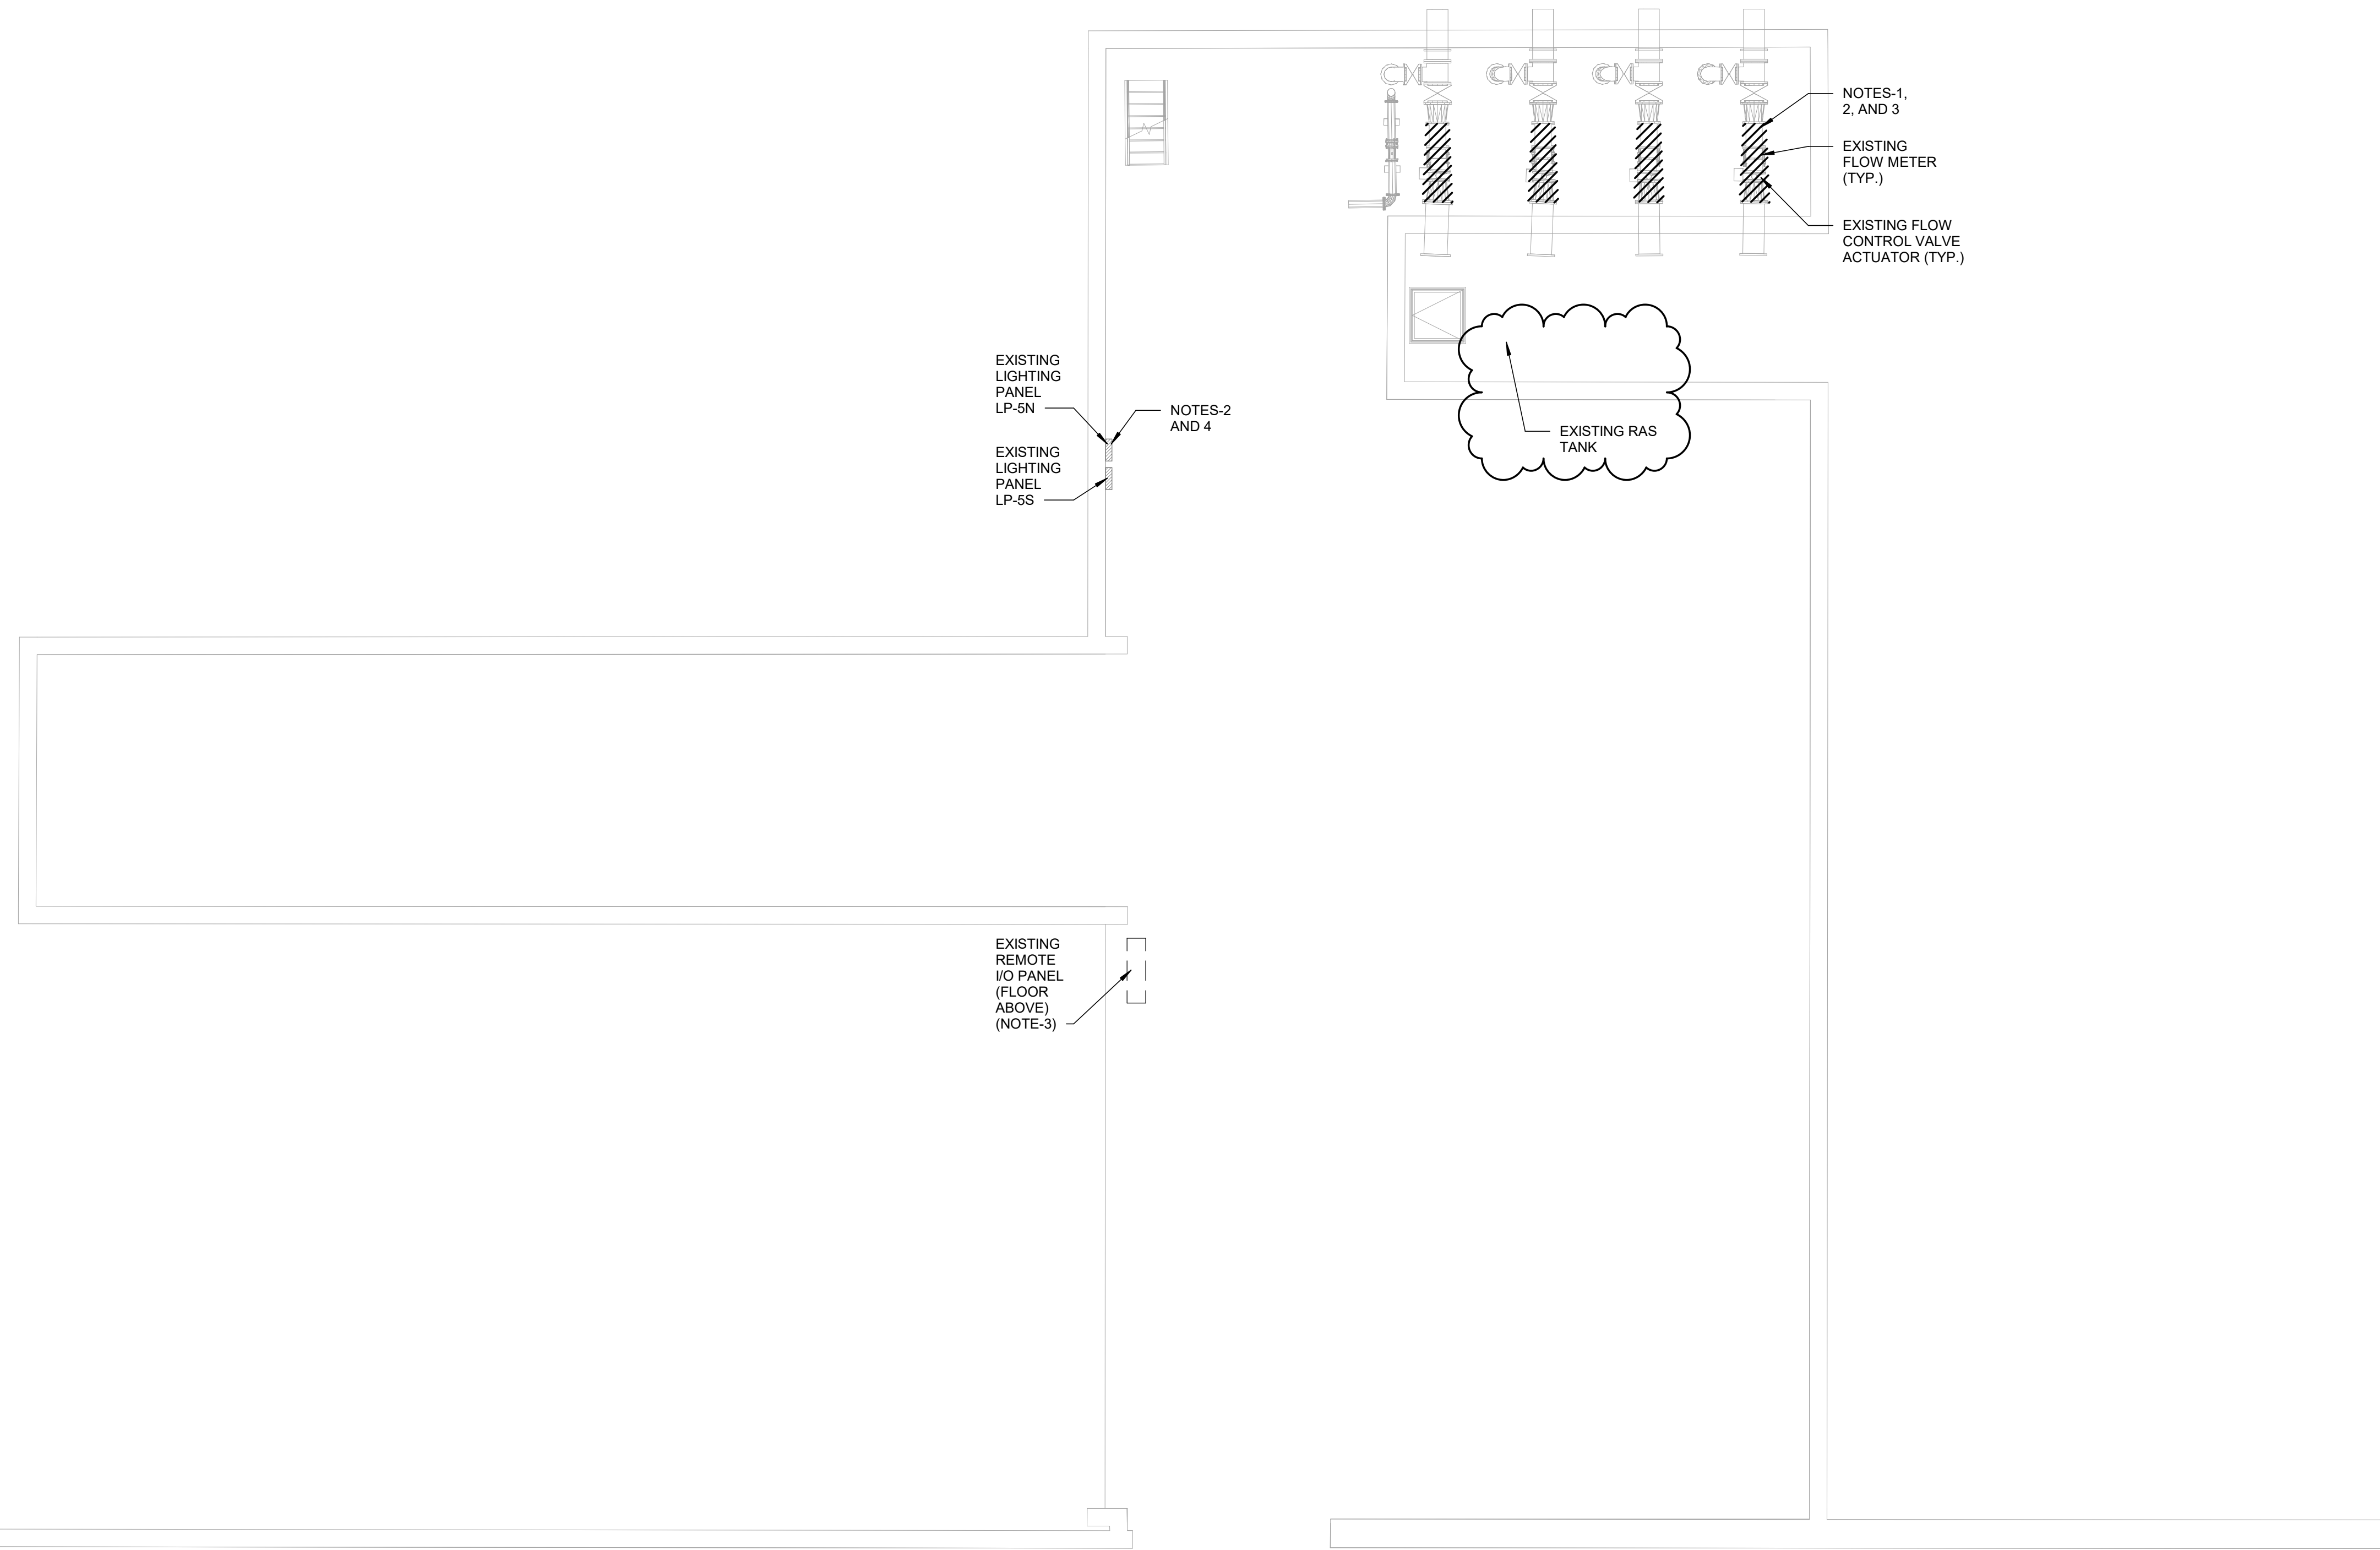 NOTES-1,
2, AND 3
EXISTING
FLOW METER
(TYP.)
EXISTING FLOW
CONTROL VALVE
ACTUATOR (TYP.)
EXISTING
LIGHTING
PANEL
LP-5N
NOTES-2
AND 4
EXISTING RAS
TANK
EXISTING
LIGHTING
PANEL
LP-5S
EXISTING
REMOTE
I/O PANEL
(FLOOR
ABOVE)
(NOTE-3)